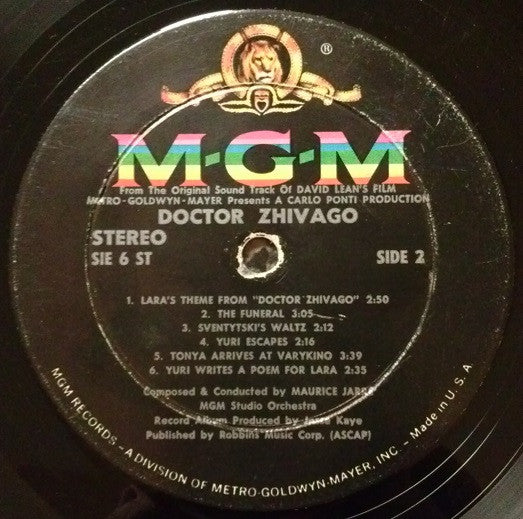 ®
M-G-M
From The Original Sound Track Of DAVID LEAN'S FILM
METRO-GOLDWYN-MAYER Presents A CARLO PONTI PRODUCTION
DOCTOR ZHIVAGO
STEREO
SIE 6 ST
SIDE 2
1. LARA'S THEME FROM "DOCTOR ZHIVAGO" 2:50
2. THE FUNERAL 3:05
3. SVENTYTSKI'S WALTZ 2:12
4. YURI ESCAPES 2:16
5. TONYA ARRIVES AT VARYKINO 3:39
6. YURI WRITES A POEM FOR LARA 2:35
Composed & Conducted by MAURICE JARRE
MGM Studio Orchestra
Record Album Produced by Jesse Kaye
Published by Robbins Music Corp. (ASCAP)
MGM RECORDS - A DIVISION OF METRO-GOLDWYN-MAYER, INC - Made in U.S.A